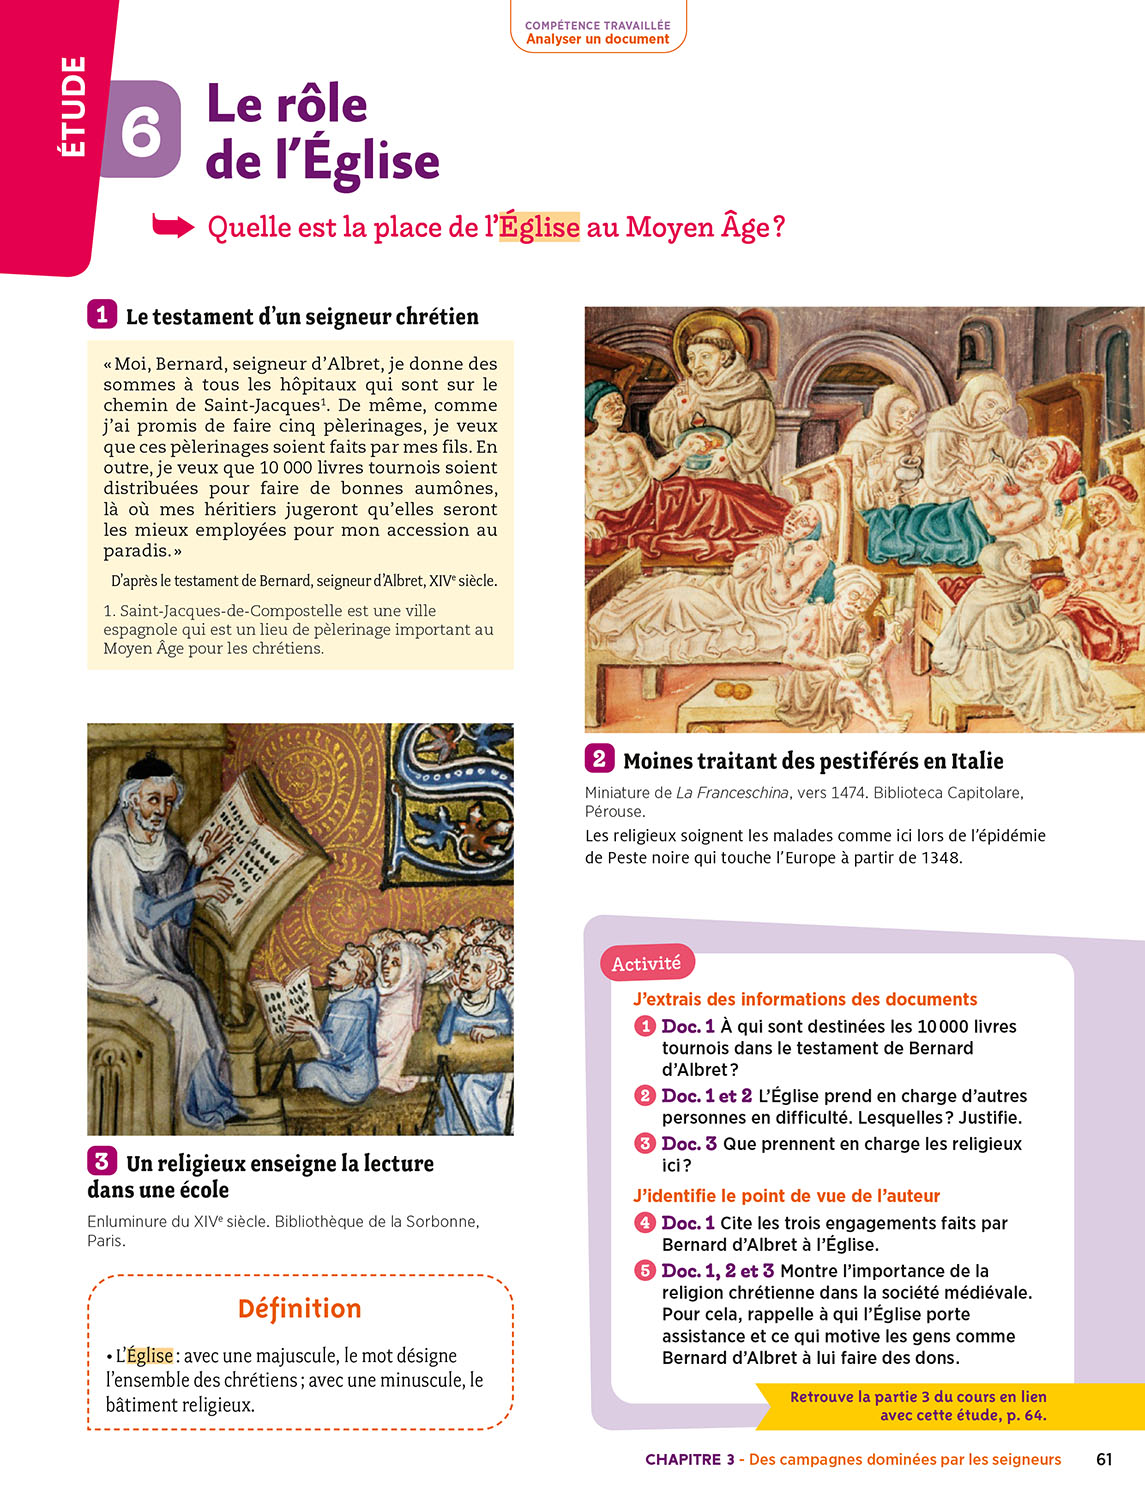 COMPÉTENCE TRAVAILLÉE
Analyser un document
ÉTUDE
6
Le rôle
de l'Église
Quelle est la place de l'Église au Moyen Âge ?
1 Le testament d'un seigneur chrétien
« Moi, Bernard, seigneur d'Albret, je donne des
sommes à tous les hôpitaux qui sont sur le
chemin de Saint-Jacques¹. De même, comme
j'ai promis de faire cinq pèlerinages, je veux
que ces pèlerinages soient faits par mes fils. En
outre, je veux que 10 000 livres tournois soient
distribuées pour faire de bonnes aumônes,
là où mes héritiers jugeront qu'elles seront
les mieux employées pour mon accession au
paradis. »
D'après le testament de Bernard, seigneur d'Albret, XIVe siècle.
1. Saint-Jacques-de-Compostelle est une ville
espagnole qui est un lieu de pèlerinage important au
Moyen Âge pour les chrétiens.
2 Moines traitant des pestiférés en Italie
Miniature de La Franceschina, vers 1474. Biblioteca Capitolare,
Pérouse.
Les religieux soignent les malades comme ici lors de l'épidémie
de Peste noire qui touche l'Europe à partir de 1348.
3 Un religieux enseigne la lecture
dans une école
Enluminure du XIVe siècle. Bibliothèque de la Sorbonne,
Paris.
Définition
• L'Église : avec une majuscule, le mot désigne
l'ensemble des chrétiens ; avec une minuscule, le
bâtiment religieux.
Activité
J'extrais des informations des documents
1 Doc. 1 À qui sont destinées les 10 000 livres
tournois dans le testament de Bernard
d'Albret ?
2 Doc. 1 et 2 L'Église prend en charge d'autres
personnes en difficulté. Lesquelles ? Justifie.
3 Doc. 3 Que prennent en charge les religieux
ici ?
J'identifie le point de vue de l'auteur
4 Doc. 1 Cite les trois engagements faits par
Bernard d'Albret à l'Église.
5 Doc. 1, 2 et 3 Montre l'importance de la
religion chrétienne dans la société médiévale.
Pour cela, rappelle à qui l'Église porte
assistance et ce qui motive les gens comme
Bernard d'Albret à lui faire des dons.
Retrouve la partie 3 du cours en lien
avec cette étude, p. 64.
CHAPITRE 3 - Des campagnes dominées par les seigneurs 61